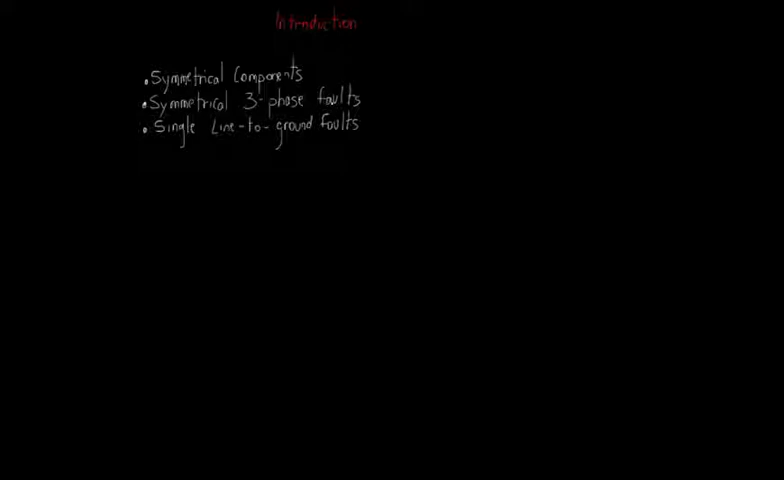 Introduction
• Symmetrical Components
• Symmetrical 3-phase faults
• Single Line-to-ground faults